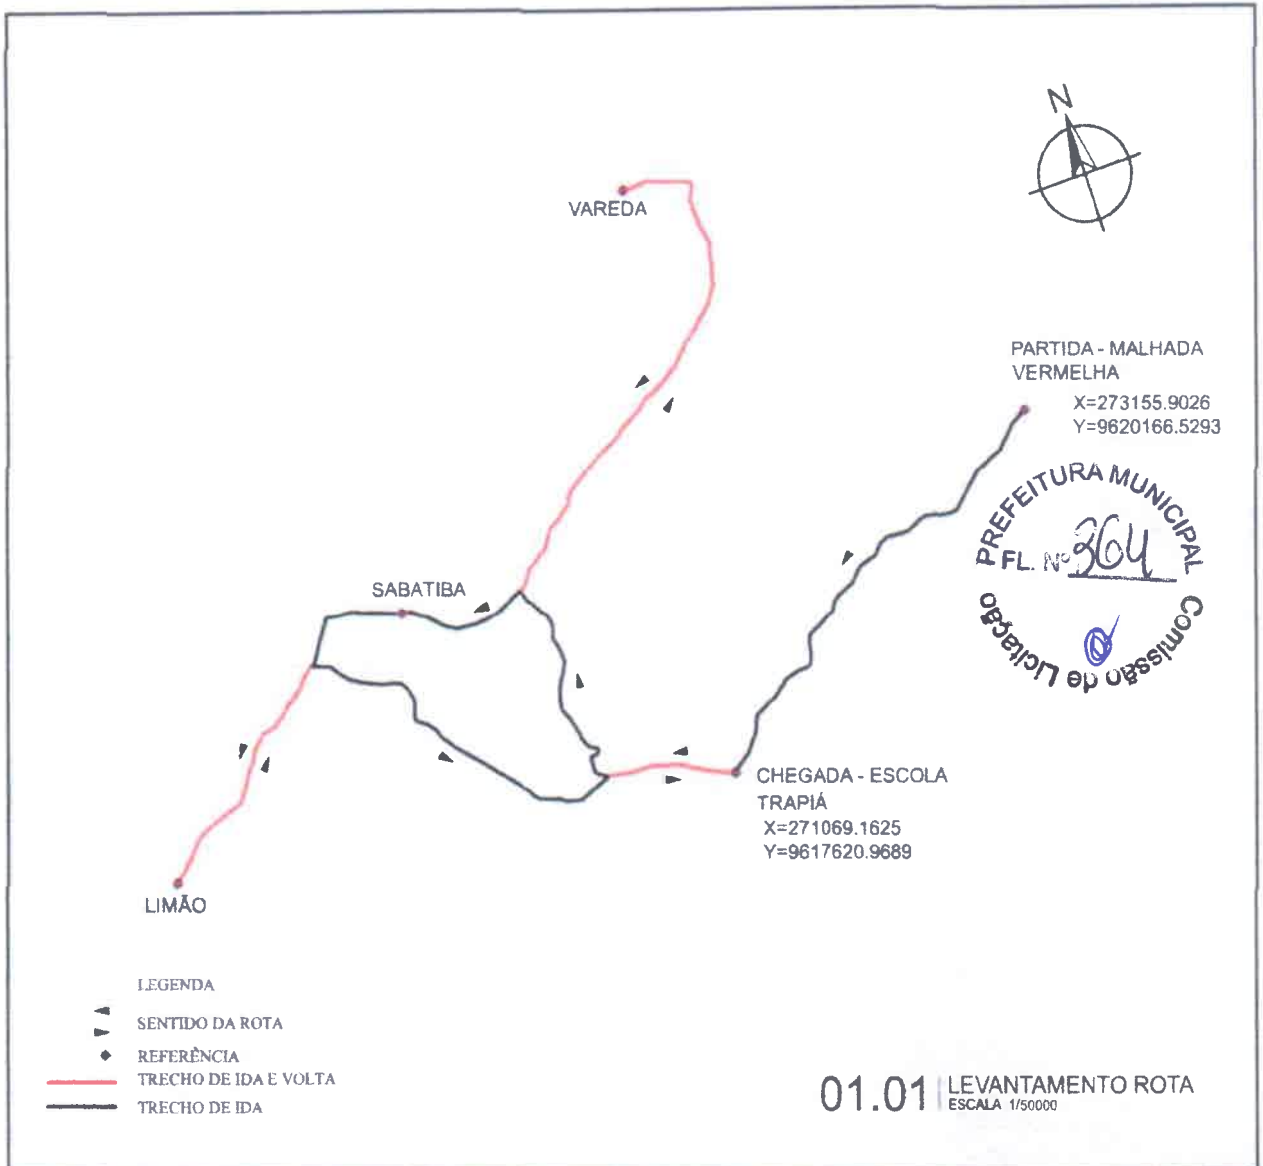 N
VAREDA
PARTIDA - MALHADA
VERMELHA
X=273155.9026
Y=9620166.5293
PREFEITURA MUNICIPAL
FL. Nº 364
Comissão de Licitação
SABATIBA
CHEGADA - ESCOLA
TRAPIÁ
X=271069.1625
Y=9617620.9689
LIMÃO
LEGENDA
SENTIDO DA ROTA
REFERÊNCIA
TRECHO DE IDA E VOLTA
TRECHO DE IDA
01.01 LEVANTAMENTO ROTA
ESCALA 1/50000